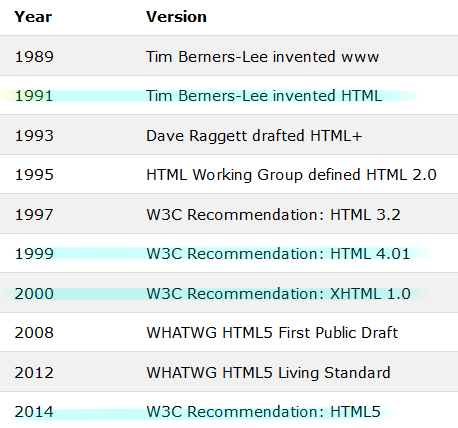 Year Version
1989 Tim Berners-Lee invented www
1991 Tim Berners-Lee invented HTML
1993 Dave Raggett drafted HTML+
1995 HTML Working Group defined HTML 2.0
1997 W3C Recommendation: HTML 3.2
1999 W3C Recommendation: HTML 4.01
2000 W3C Recommendation: XHTML 1.0
2008 WHATWG HTML5 First Public Draft
2012 WHATWG HTML5 Living Standard
2014 W3C Recommendation: HTML5